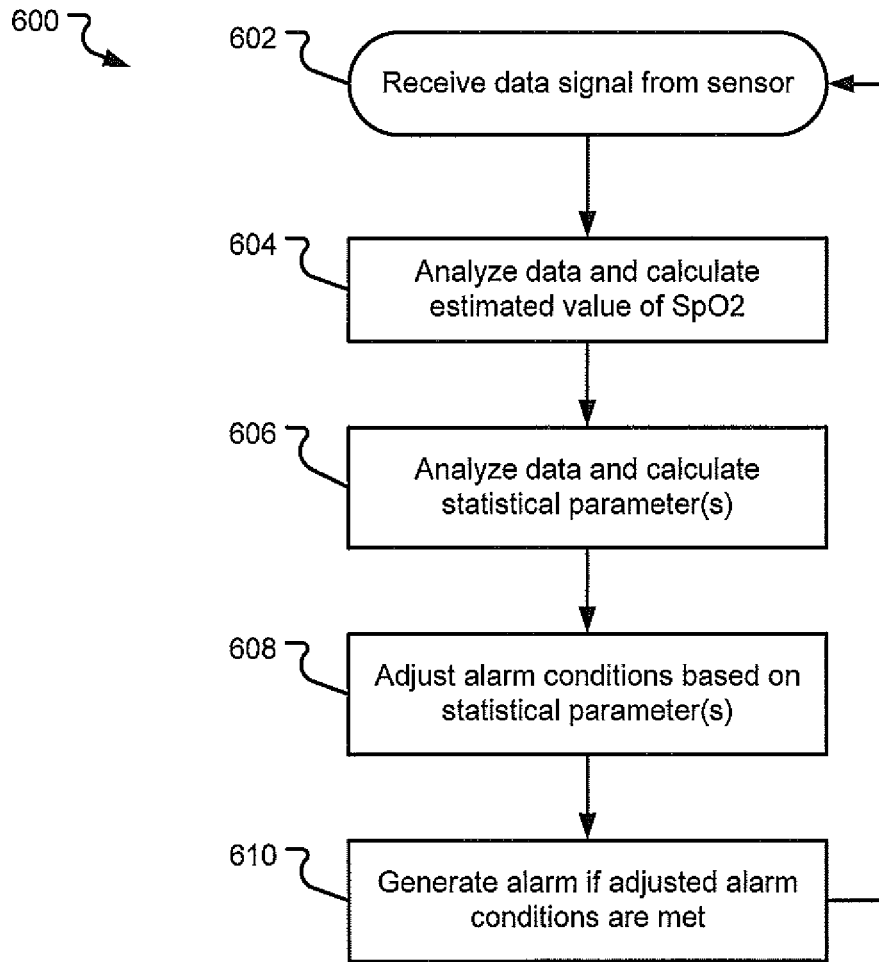 600
602
Receive data signal from sensor
604
Analyze data and calculate
estimated value of SpO2
606
Analyze data and calculate
statistical parameter(s)
608
Adjust alarm conditions based on
statistical parameter(s)
610
Generate alarm if adjusted alarm
conditions are met